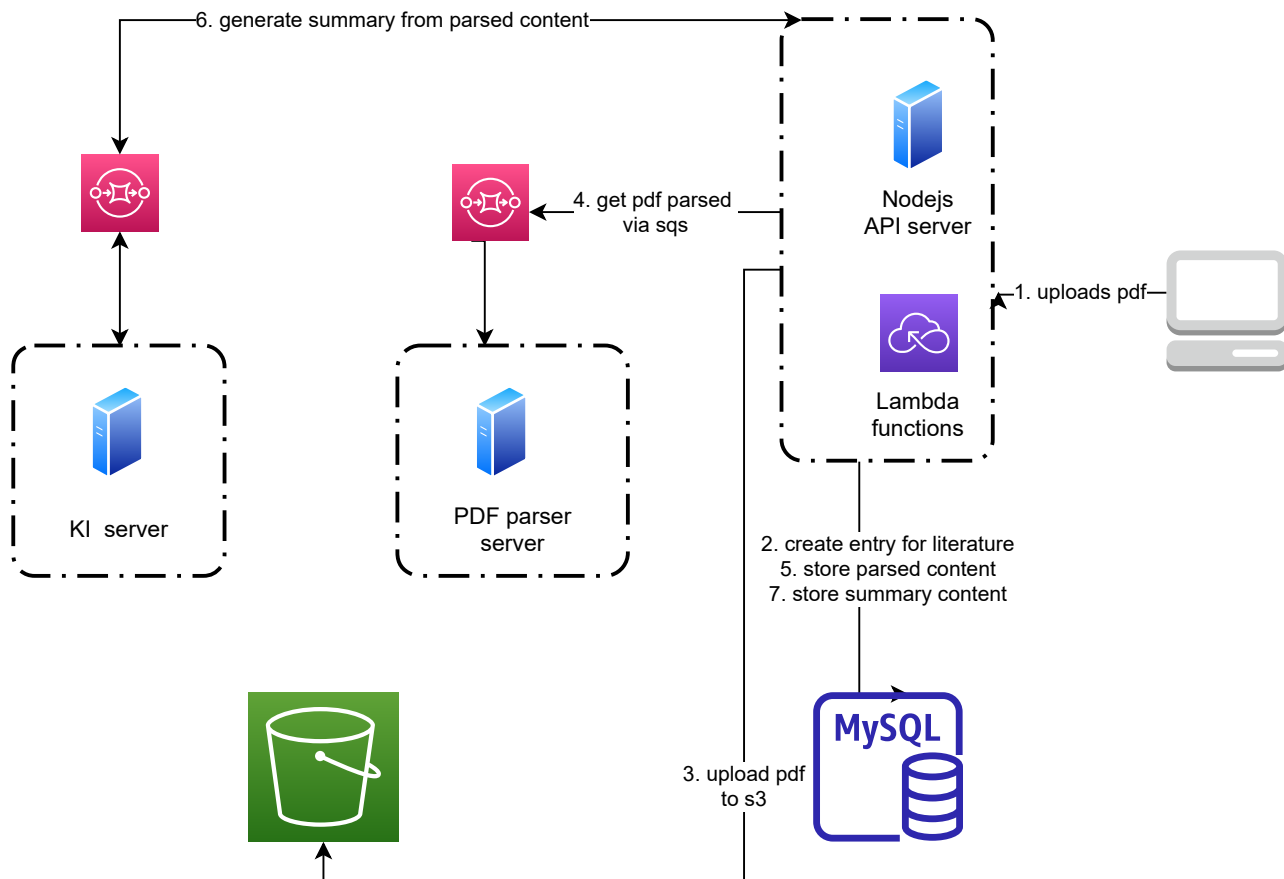 6. generate summary from parsed content
Nodejs
API server
4. get pdf parsed
via sqs
1. uploads pdf
Lambda
functions
KI server
PDF parser
server
2. create entry for literature
5. store parsed content
7. store summary content
MySQL
3. upload pdf
to s3